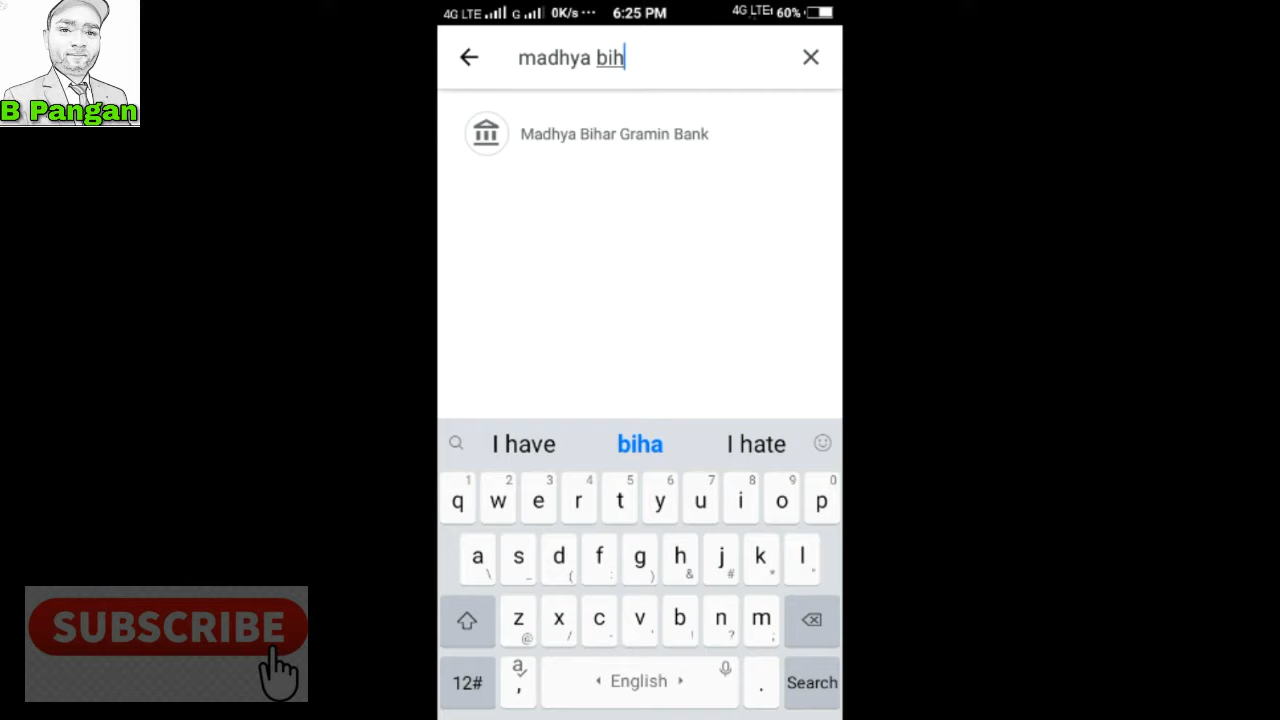 B Pangan
4G LTE G 0K/s ··· 6:25 PM 4G LTE 60%
madhya bih
Madhya Bihar Gramin Bank
I have biha I hate
1 2 3 4 5 6 7 8 9 0
q w e r t y u i o p
a s d f g h j k l
\ _ ( : ) & # * "
z x c v b n m
@ / - ' ! ? ;
12# a , English . Search
SUBSCRIBE